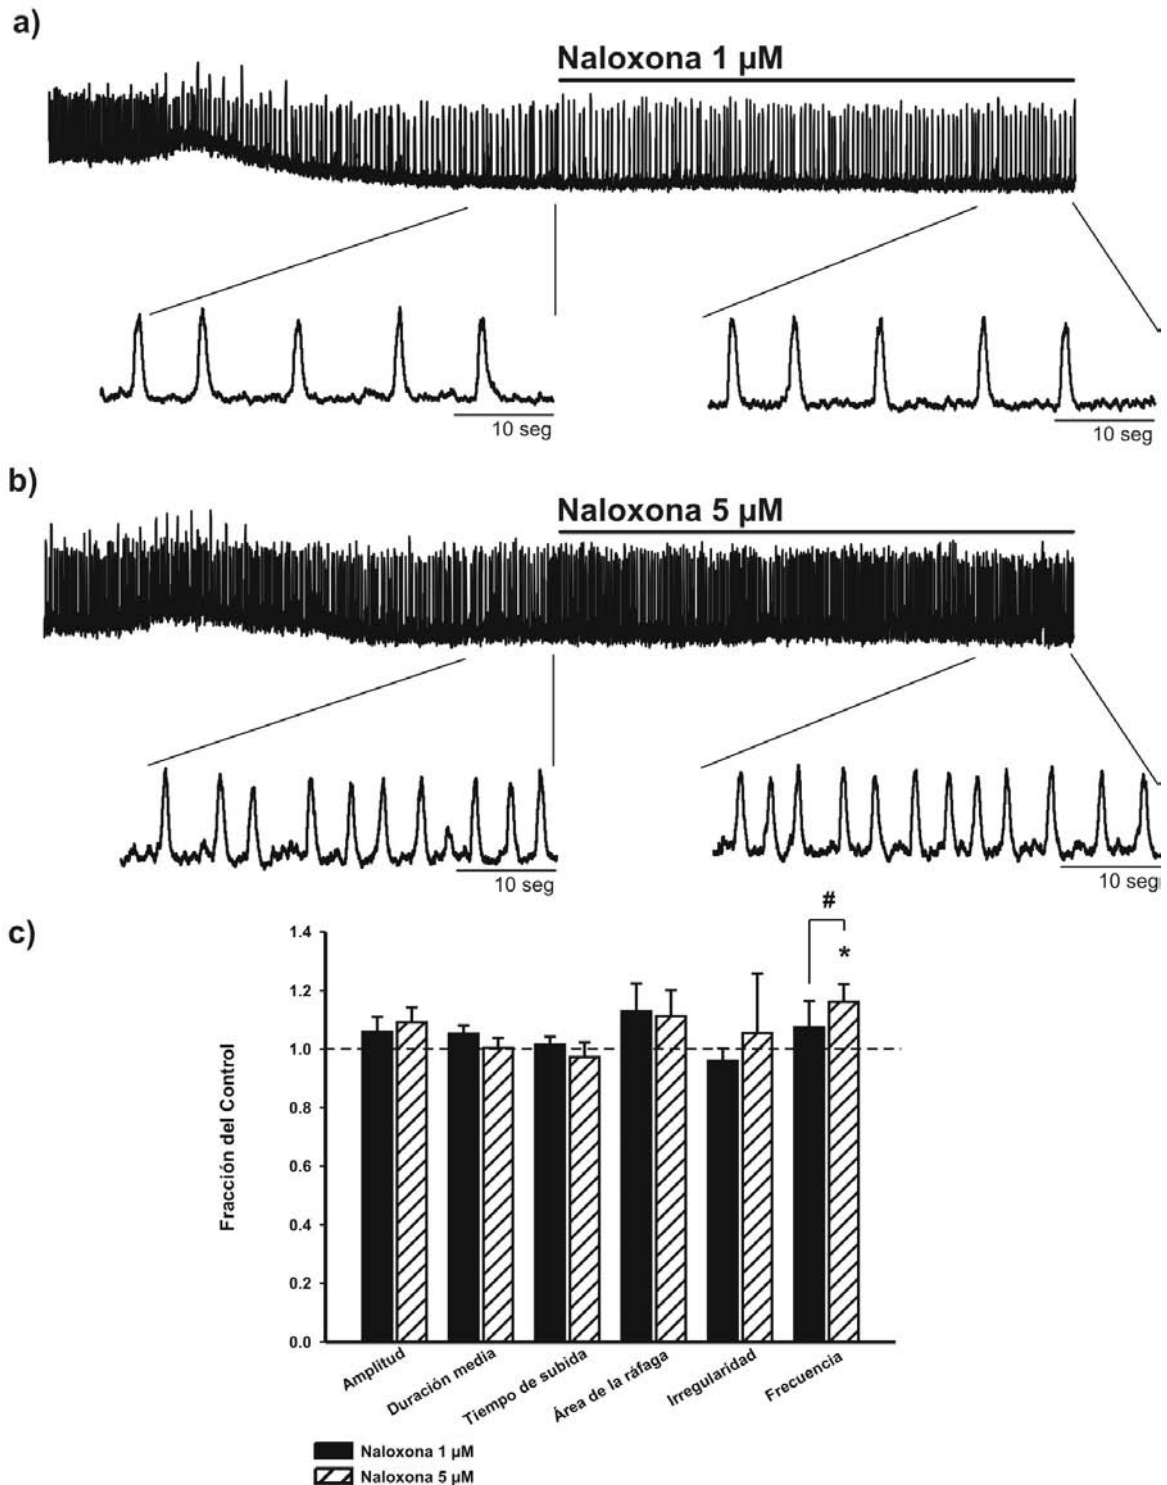 a)
Naloxona 1 µM
10 seg
10 seg
b)
Naloxona 5 µM
10 seg
10 seg
c)
#
*
1.4
1.2
1.0
0.8
0.6
0.4
0.2
0.0
Fracción del Control
Amplitud
Duración media
Tiempo de subida
Área de la ráfaga
Irregularidad
Frecuencia
Naloxona 1 µM
Naloxona 5 µM